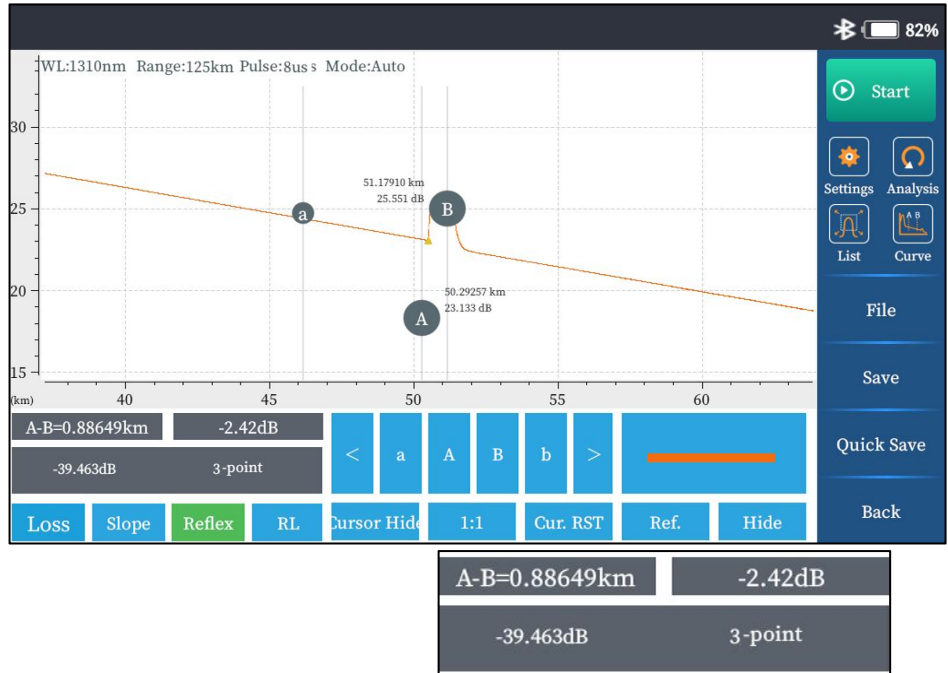 82%
WL:1310nm Range:125km Pulse:8us s Mode:Auto
Start
30
Settings Analysis
51.17910 km
25.551 dB
25
a
B
A B
List Curve
20
50.29257 km
23.133 dB
A
File
15
(km) 40 45 50 55 60
Save
A-B=0.88649km -2.42dB
-39.463dB 3-point
< a A B b >
Quick Save
Loss Slope Reflex RL Cursor Hide 1:1 Cur. RST Ref. Hide
Back
A-B=0.88649km -2.42dB
-39.463dB 3-point